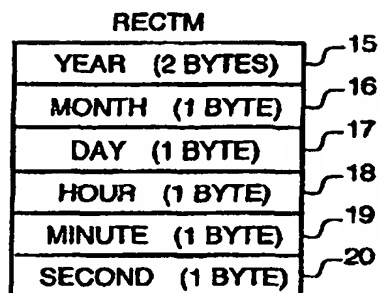 RECTM
YEAR (2 BYTES) 15
MONTH (1 BYTE) 16
DAY (1 BYTE) 17
HOUR (1 BYTE) 18
MINUTE (1 BYTE) 19
SECOND (1 BYTE) 20